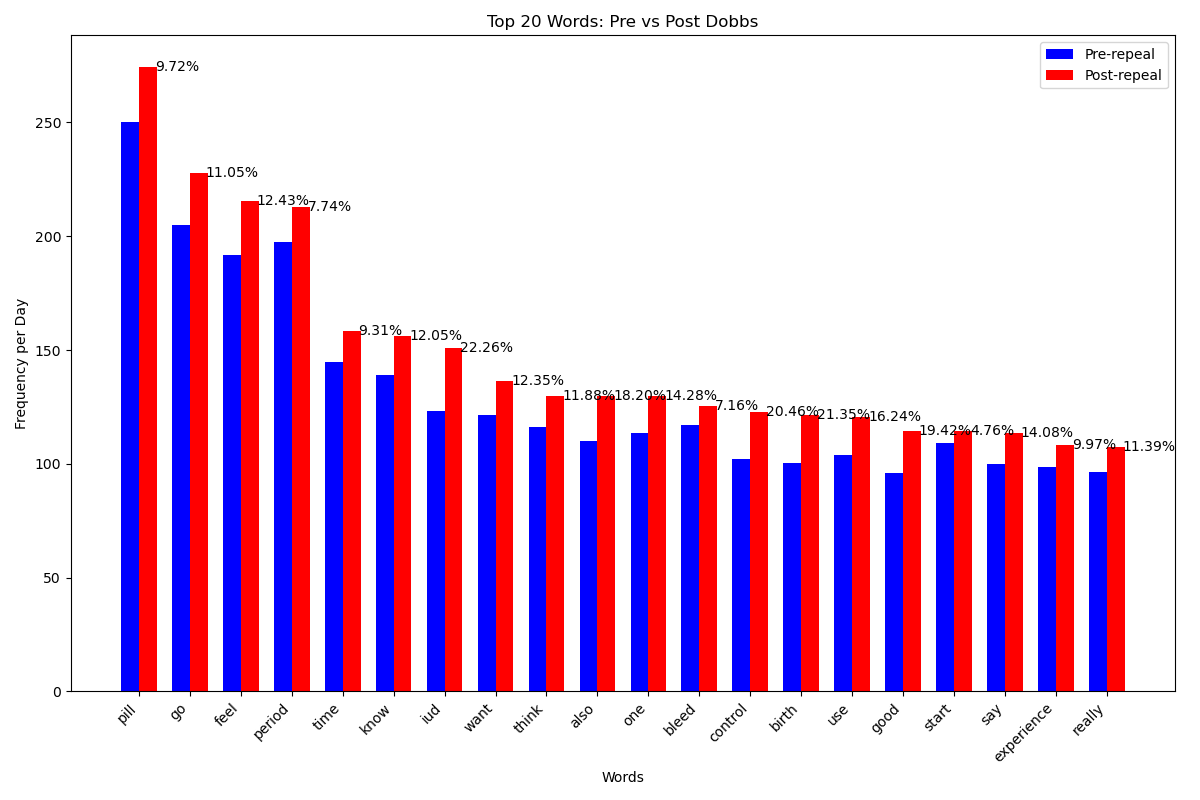 Top 20 Words: Pre vs Post Dobbs
Pre-repeal
Post-repeal
Frequency per Day
250
200
150
100
50
0
9.72%
11.05%
12.43%
7.74%
9.31%
12.05%
22.26%
12.35%
11.88%
18.20%
14.28%
7.16%
20.46%
21.35%
16.24%
19.42%
4.76%
14.08%
9.97%
11.39%
pill
go
feel
period
time
know
iud
want
think
also
one
bleed
control
birth
use
good
start
say
experience
really
Words